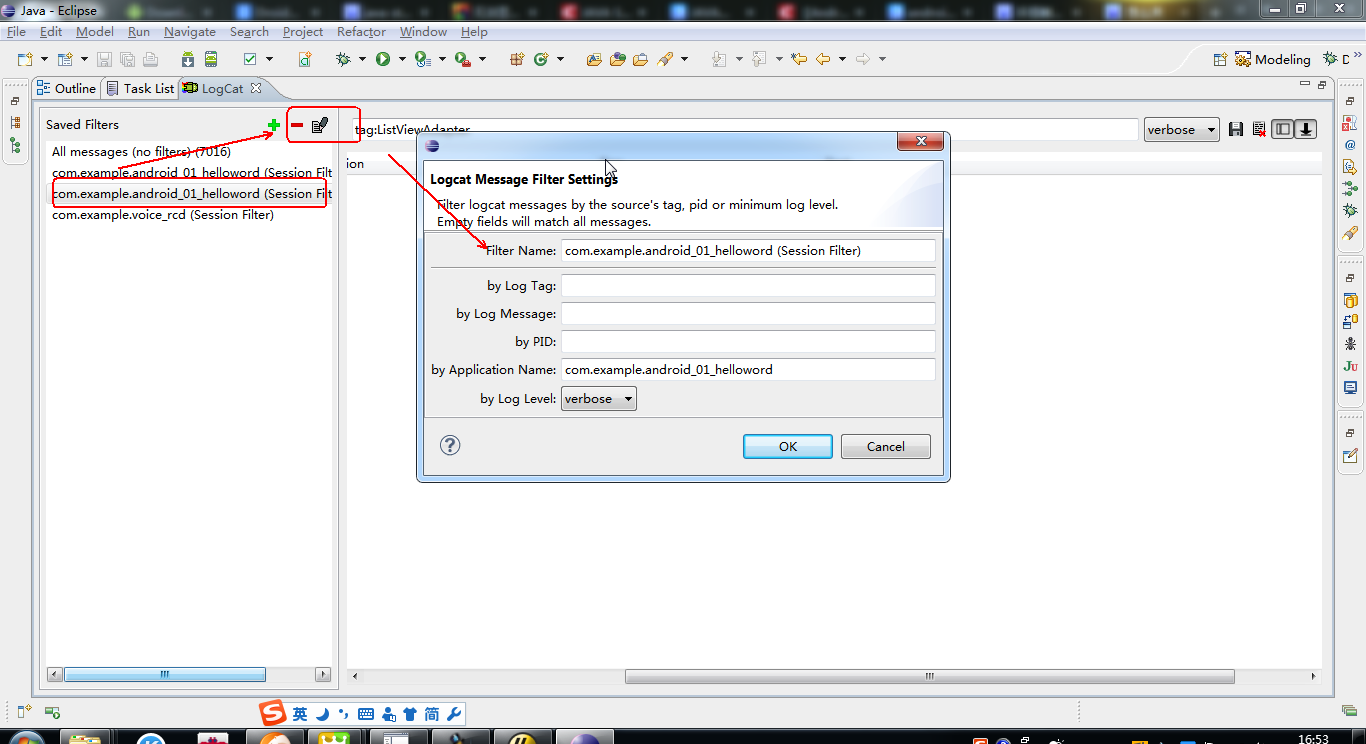 Java - Eclipse
File Edit Model Run Navigate Search Project Refactor Window Help
Modeling
D
Outline Task List LogCat
Saved Filters
tag:ListViewAdapter
verbose
All messages (no filters) (7016)
ion
com.example.android_01_helloword (Session Filt
com.example.android_01_helloword (Session Filt
com.example.voice_rcd (Session Filter)
Logcat Message Filter Settings
Filter logcat messages by the source's tag, pid or minimum log level.
Empty fields will match all messages.
Filter Name: com.example.android_01_helloword (Session Filter)
by Log Tag:
by Log Message:
by PID:
by Application Name: com.example.android_01_helloword
by Log Level: verbose
OK Cancel
英 简
16:53